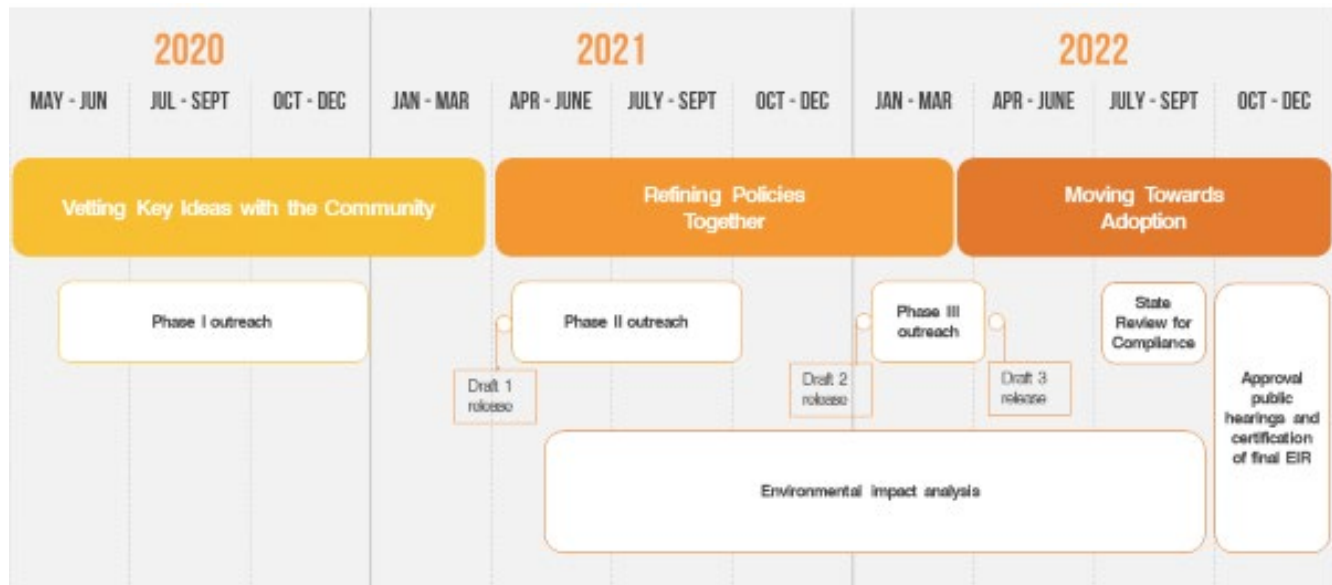 2020
2021
2022
MAY - JUN
JUL - SEPT
OCT - DEC
JAN - MAR
APR - JUNE
JULY - SEPT
OCT - DEC
JAN - MAR
APR - JUNE
JULY - SEPT
OCT - DEC
Vetting Key Ideas with the Community
Refining Policies
Together
Moving Towards
Adoption
Phase I outreach
Phase II outreach
Phase III
outreach
State
Review for
Compliance
Draft 1
release
Draft 2
release
Draft 3
release
Approval
public
hearings and
certification
of final EIR
Environmental impact analysis